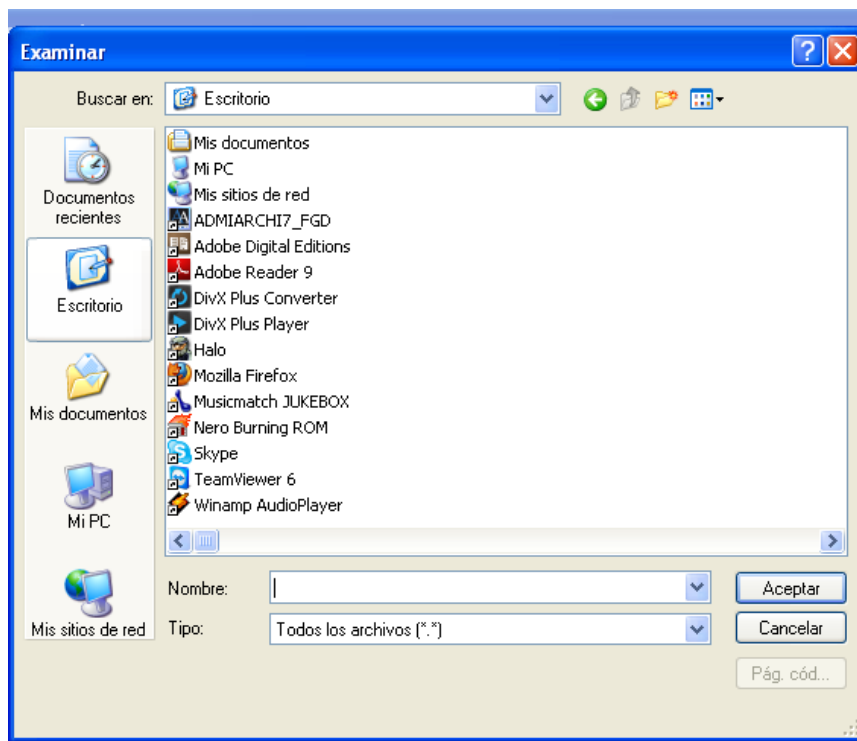 Examinar
Buscar en: Escritorio
Documentos
recientes
Escritorio
Mis documentos
Mi PC
Mis sitios de red
Mis documentos
Mi PC
Mis sitios de red
ADMIARCHI7_FGD
Adobe Digital Editions
Adobe Reader 9
DivX Plus Converter
DivX Plus Player
Halo
Mozilla Firefox
Musicmatch JUKEBOX
Nero Burning ROM
Skype
TeamViewer 6
Winamp AudioPlayer
Nombre:
Aceptar
Tipo: Todos los archivos (*.*)
Cancelar
Pág. cód...